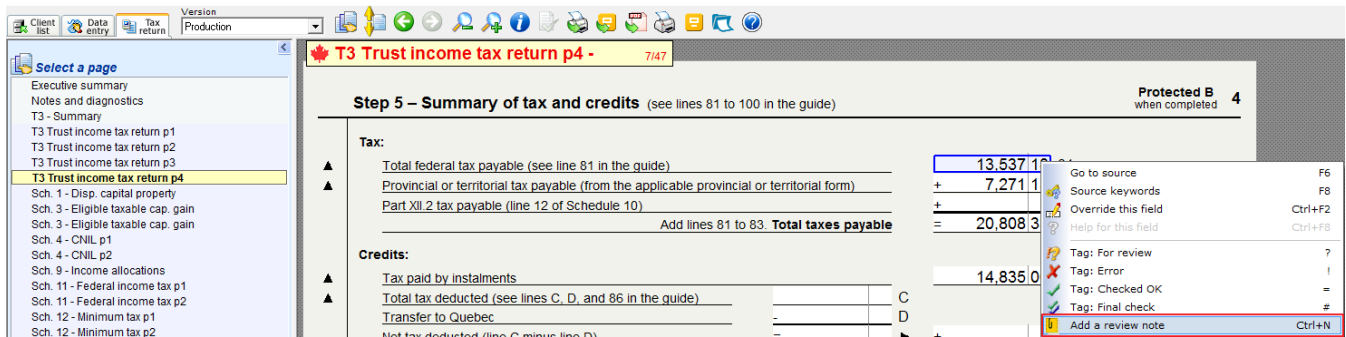 Version
Client list
Data entry
Tax return
Production
Select a page
Executive summary
Notes and diagnostics
T3 - Summary
T3 Trust income tax return p1
T3 Trust income tax return p2
T3 Trust income tax return p3
T3 Trust income tax return p4
Sch. 1 - Disp. capital property
Sch. 3 - Eligible taxable cap. gain
Sch. 3 - Eligible taxable cap. gain
Sch. 4 - CNIL p1
Sch. 4 - CNIL p2
Sch. 9 - Income allocations
Sch. 11 - Federal income tax p1
Sch. 11 - Federal income tax p2
Sch. 12 - Minimum tax p1
Sch. 12 - Minimum tax p2
T3 Trust income tax return p4 - 7/47
Protected B
when completed 4
Step 5 – Summary of tax and credits (see lines 81 to 100 in the guide)
Tax:
Total federal tax payable (see line 81 in the guide) 13,537
Provincial or territorial tax payable (from the applicable provincial or territorial form) + 7,271
Part XII.2 tax payable (line 12 of Schedule 10) +
Add lines 81 to 83. Total taxes payable = 20,808
Credits:
Tax paid by instalments 14,835
Total tax deducted (see lines C, D, and 86 in the guide) C
Transfer to Quebec - D
Net tax deducted (line C minus line D) = +
Go to source F6
Source keywords F8
Override this field Ctrl+F2
Help for this field Ctrl+F8
Tag: For review ?
Tag: Error !
Tag: Checked OK =
Tag: Final check #
Add a review note Ctrl+N